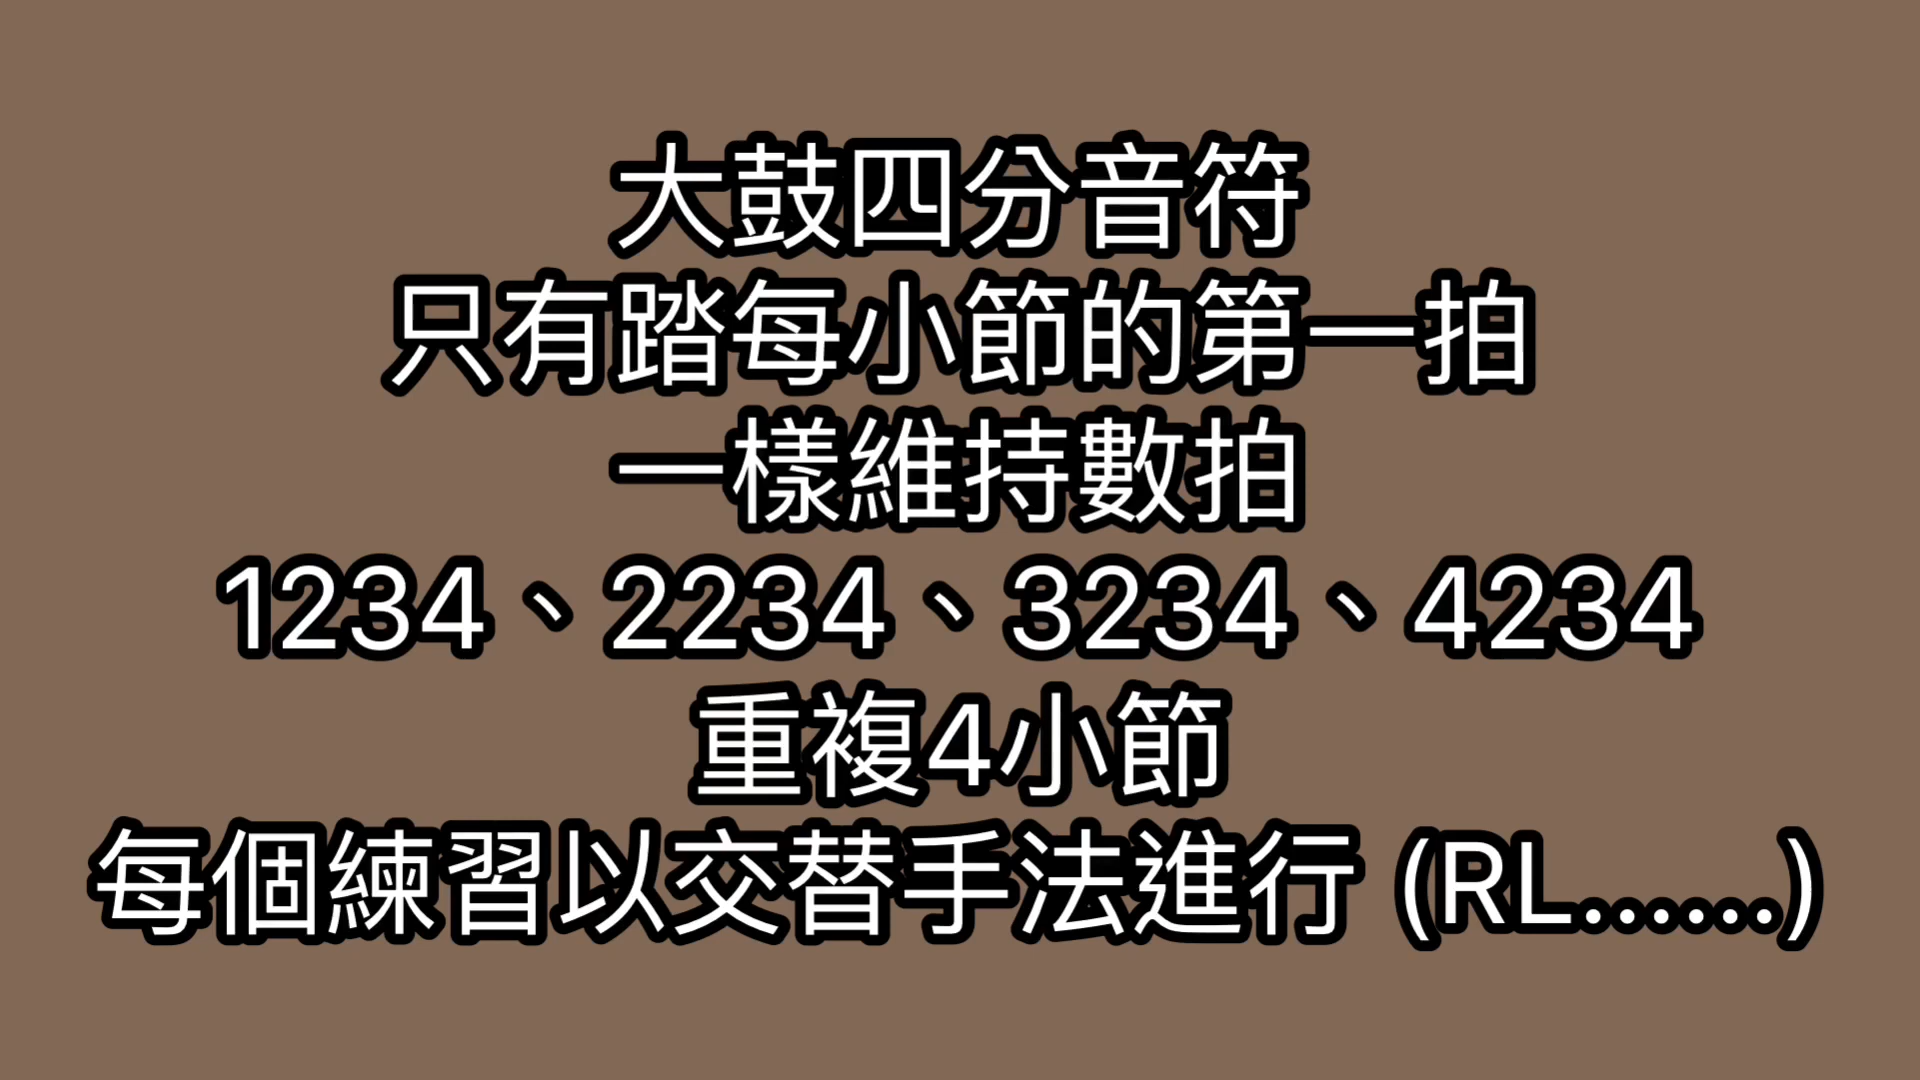 大鼓四分音符
只有踏每小節的第一拍
一樣維持數拍
1234、2234、3234、4234
重複4小節
每個練習以交替手法進行 (RL......)